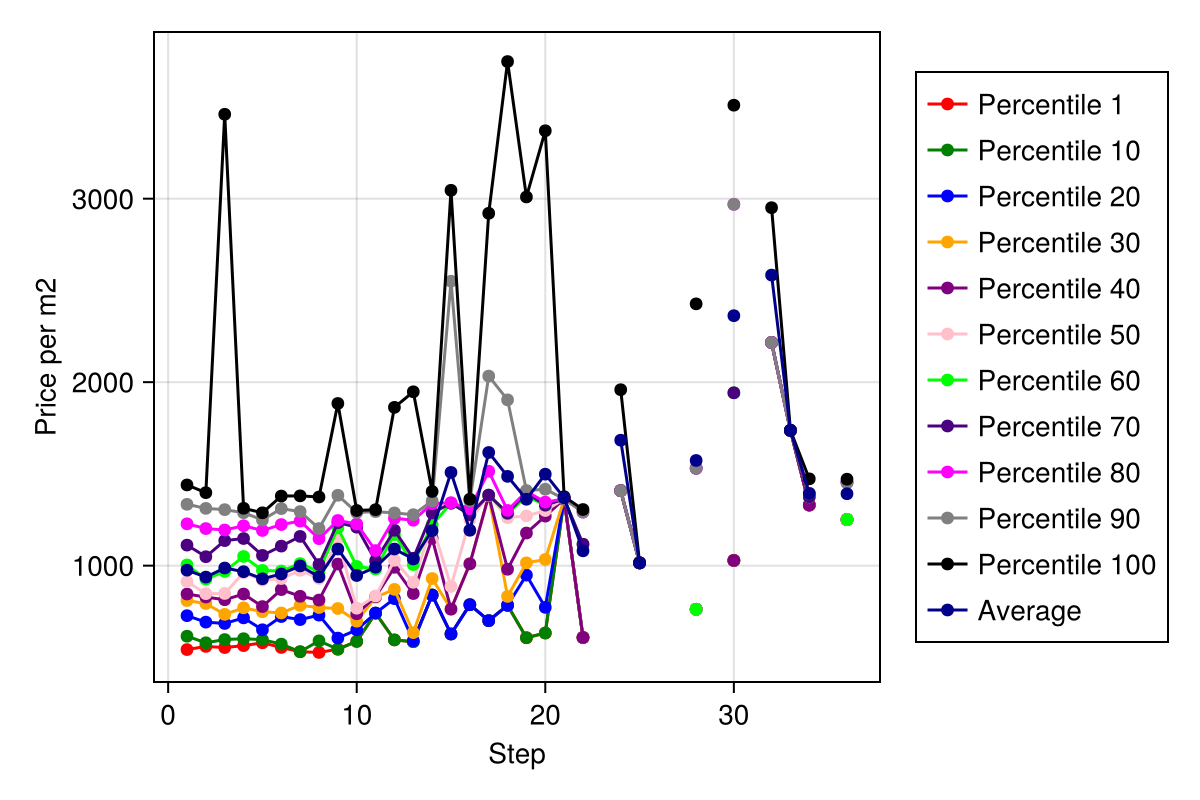 Price per m2
3000
2000
1000
0
10
20
30
Step
Percentile 1
Percentile 10
Percentile 20
Percentile 30
Percentile 40
Percentile 50
Percentile 60
Percentile 70
Percentile 80
Percentile 90
Percentile 100
Average